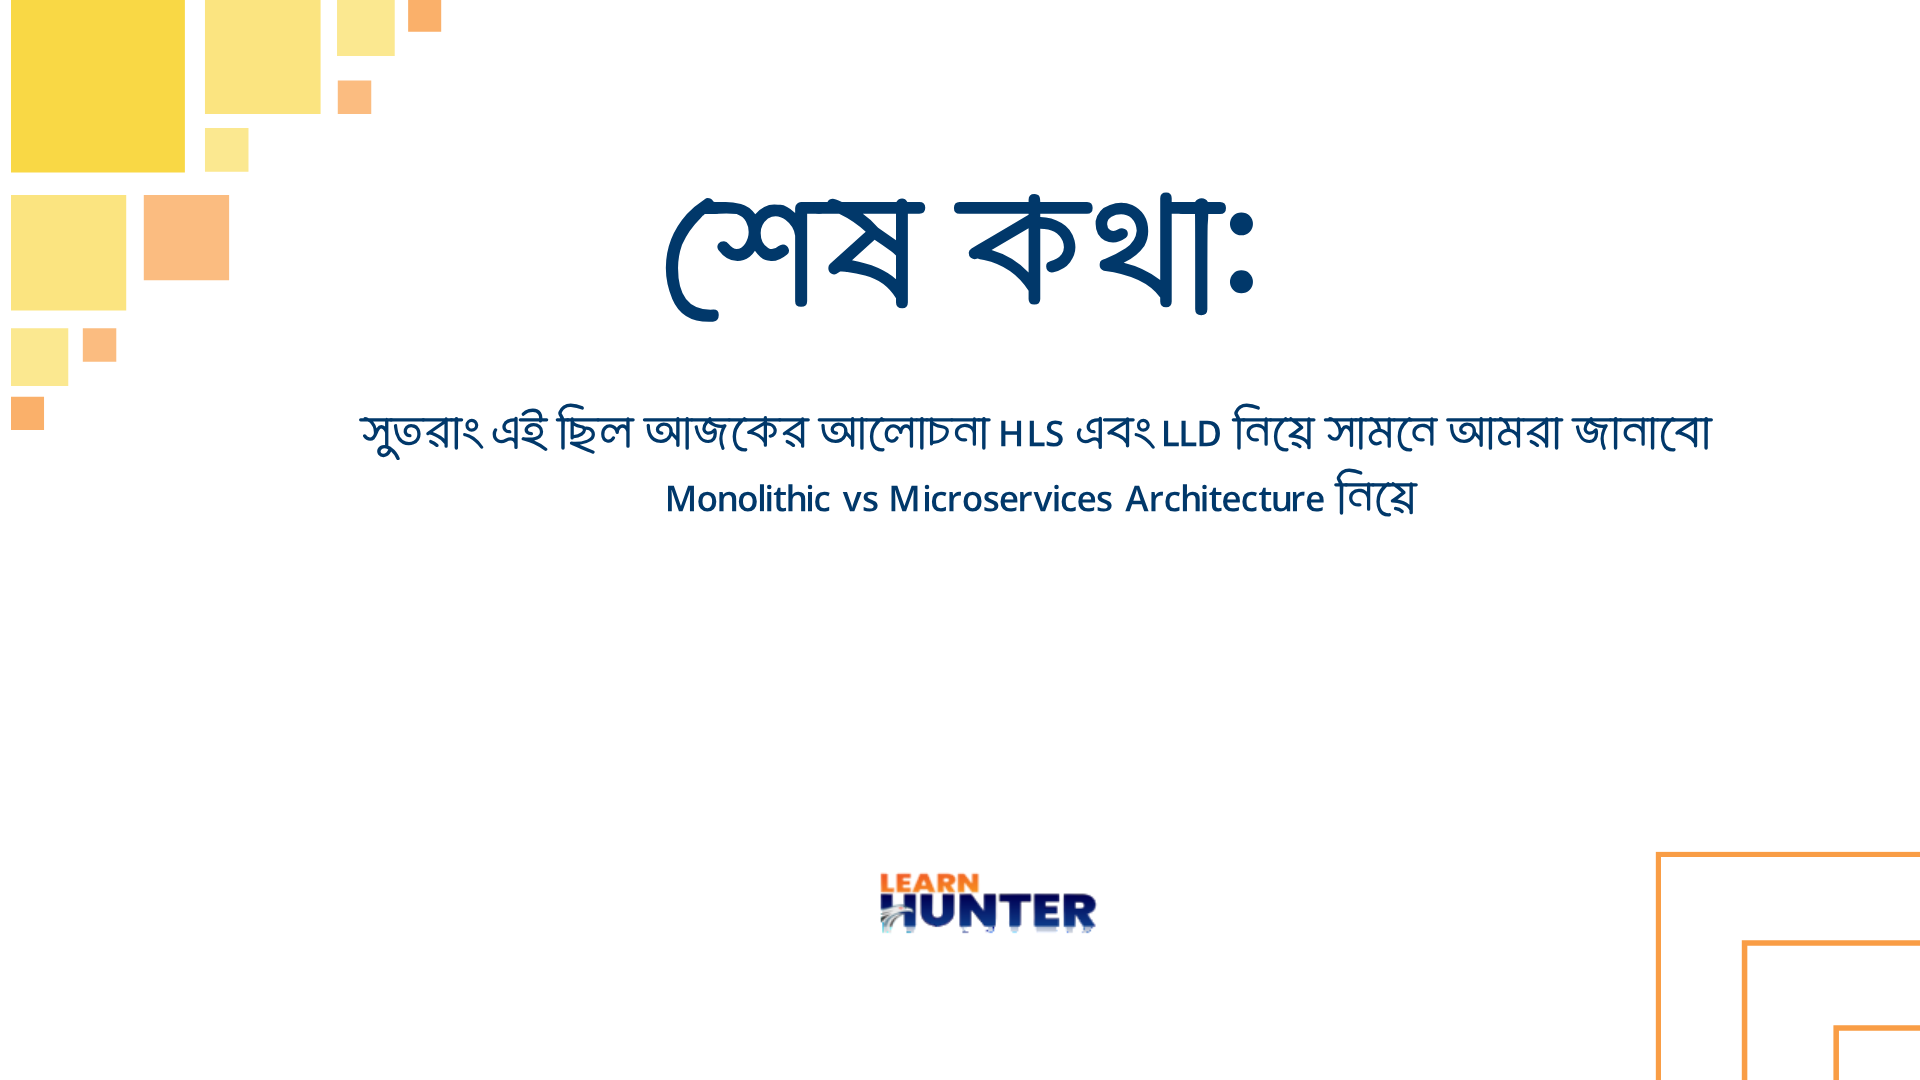 শেষ কথা:
সুতরাং এই ছিল আজকের আলোচনা HLS এবং LLD নিয়ে সামনে আমরা জানাবো
Monolithic vs Microservices Architecture নিয়ে
LEARN
HUNTER